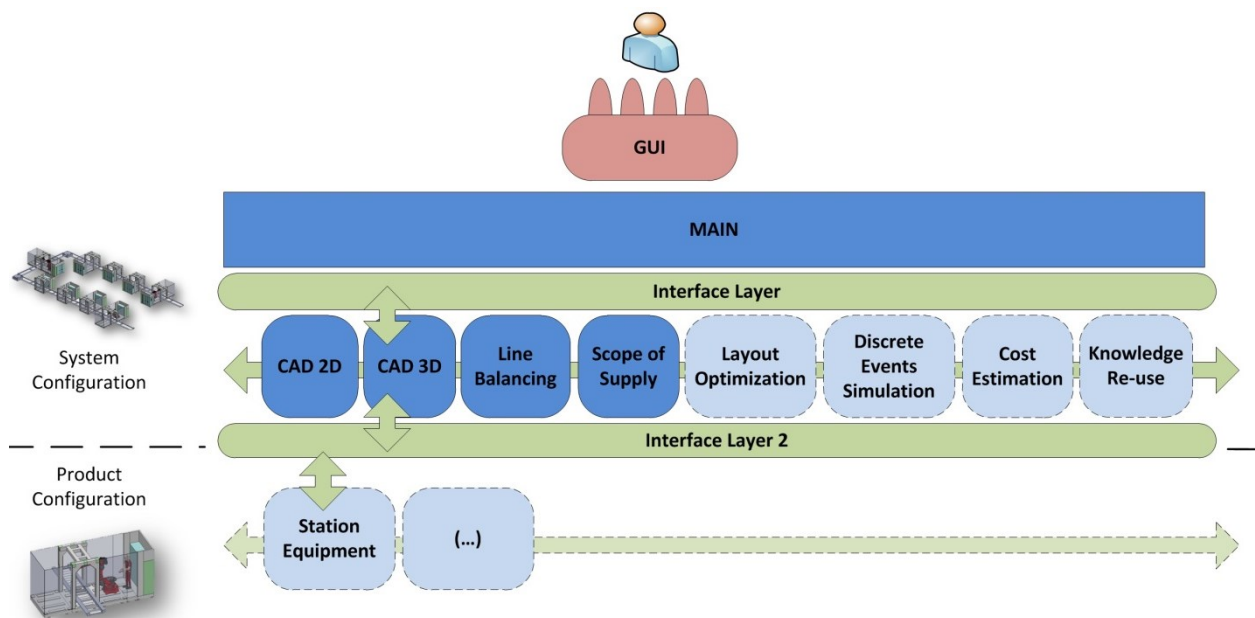 GUI
MAIN
Interface Layer
System
Configuration
CAD 2D
CAD 3D
Line
Balancing
Scope of
Supply
Layout
Optimization
Discrete
Events
Simulation
Cost
Estimation
Knowledge
Re-use
Interface Layer 2
Product
Configuration
Station
Equipment
(...)